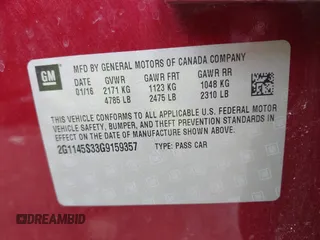 GM
MFD BY GENERAL MOTORS OF CANADA COMPANY
DATE GVWR GAWR FRT GAWR RR
01/16 2171 KG 1123 KG 1048 KG
4785 LB 2475 LB 2310 LB
THIS VEHICLE CONFORMS TO ALL APPLICABLE U.S. FEDERAL MOTOR
VEHICLE SAFETY, BUMPER, AND THEFT PREVENTION STANDARDS IN
EFFECT ON THE DATE OF MANUFACTURE SHOWN ABOVE.
2G1145S33G9159357 TYPE: PASS CAR
DREAMBID